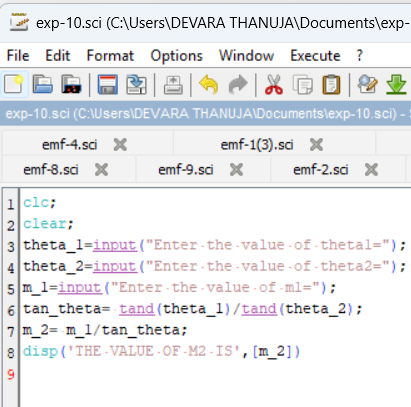 exp-10.sci (C:\Users\DEVARA THANUJA\Documents\exp-
File Edit Format Options Window Execute ?
exp-10.sci (C:\Users\DEVARA THANUJA\Documents\exp-10.sci) - S
emf-4.sci emf-1(3).sci
emf-8.sci emf-9.sci emf-2.sci
1 clc;
2 clear;
3 theta_1=input("Enter the value of theta1=");
4 theta_2=input("Enter the value of theta2=");
5 m_1=input("Enter the value of m1=");
6 tan_theta= tand(theta_1)/tand(theta_2);
7 m_2= m_1/tan_theta;
8 disp('THE VALUE OF M2 IS',[m_2])
9